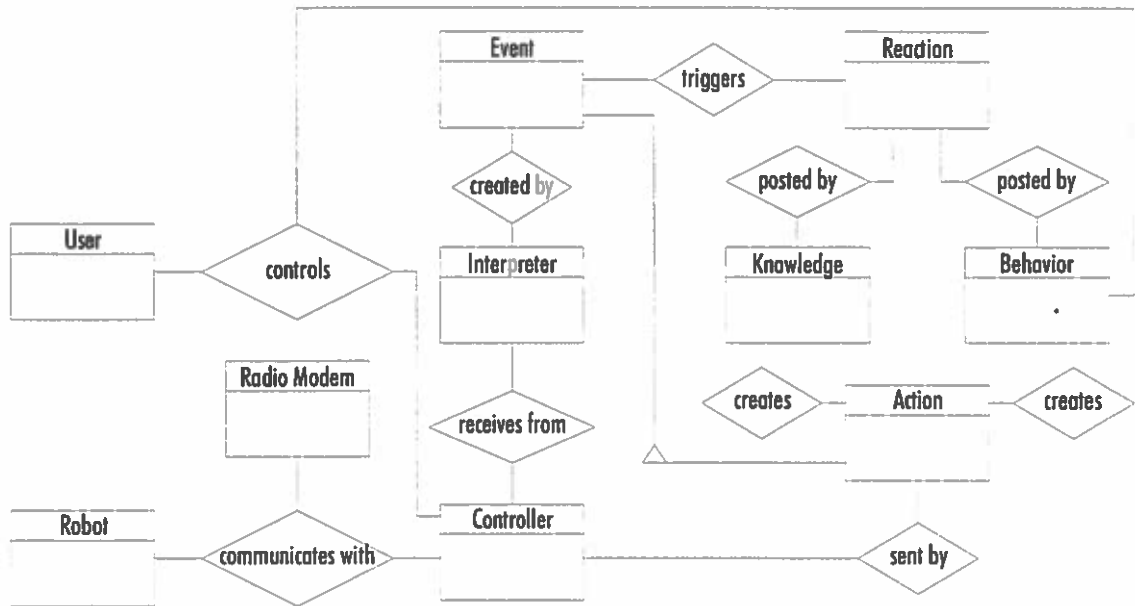 Event
Reaction
triggers
created by
posted by
posted by
User
controls
Interpreter
Knowledge
Behavior
Radio Modem
creates
Action
creates
receives from
Robot
communicates with
Controller
sent by